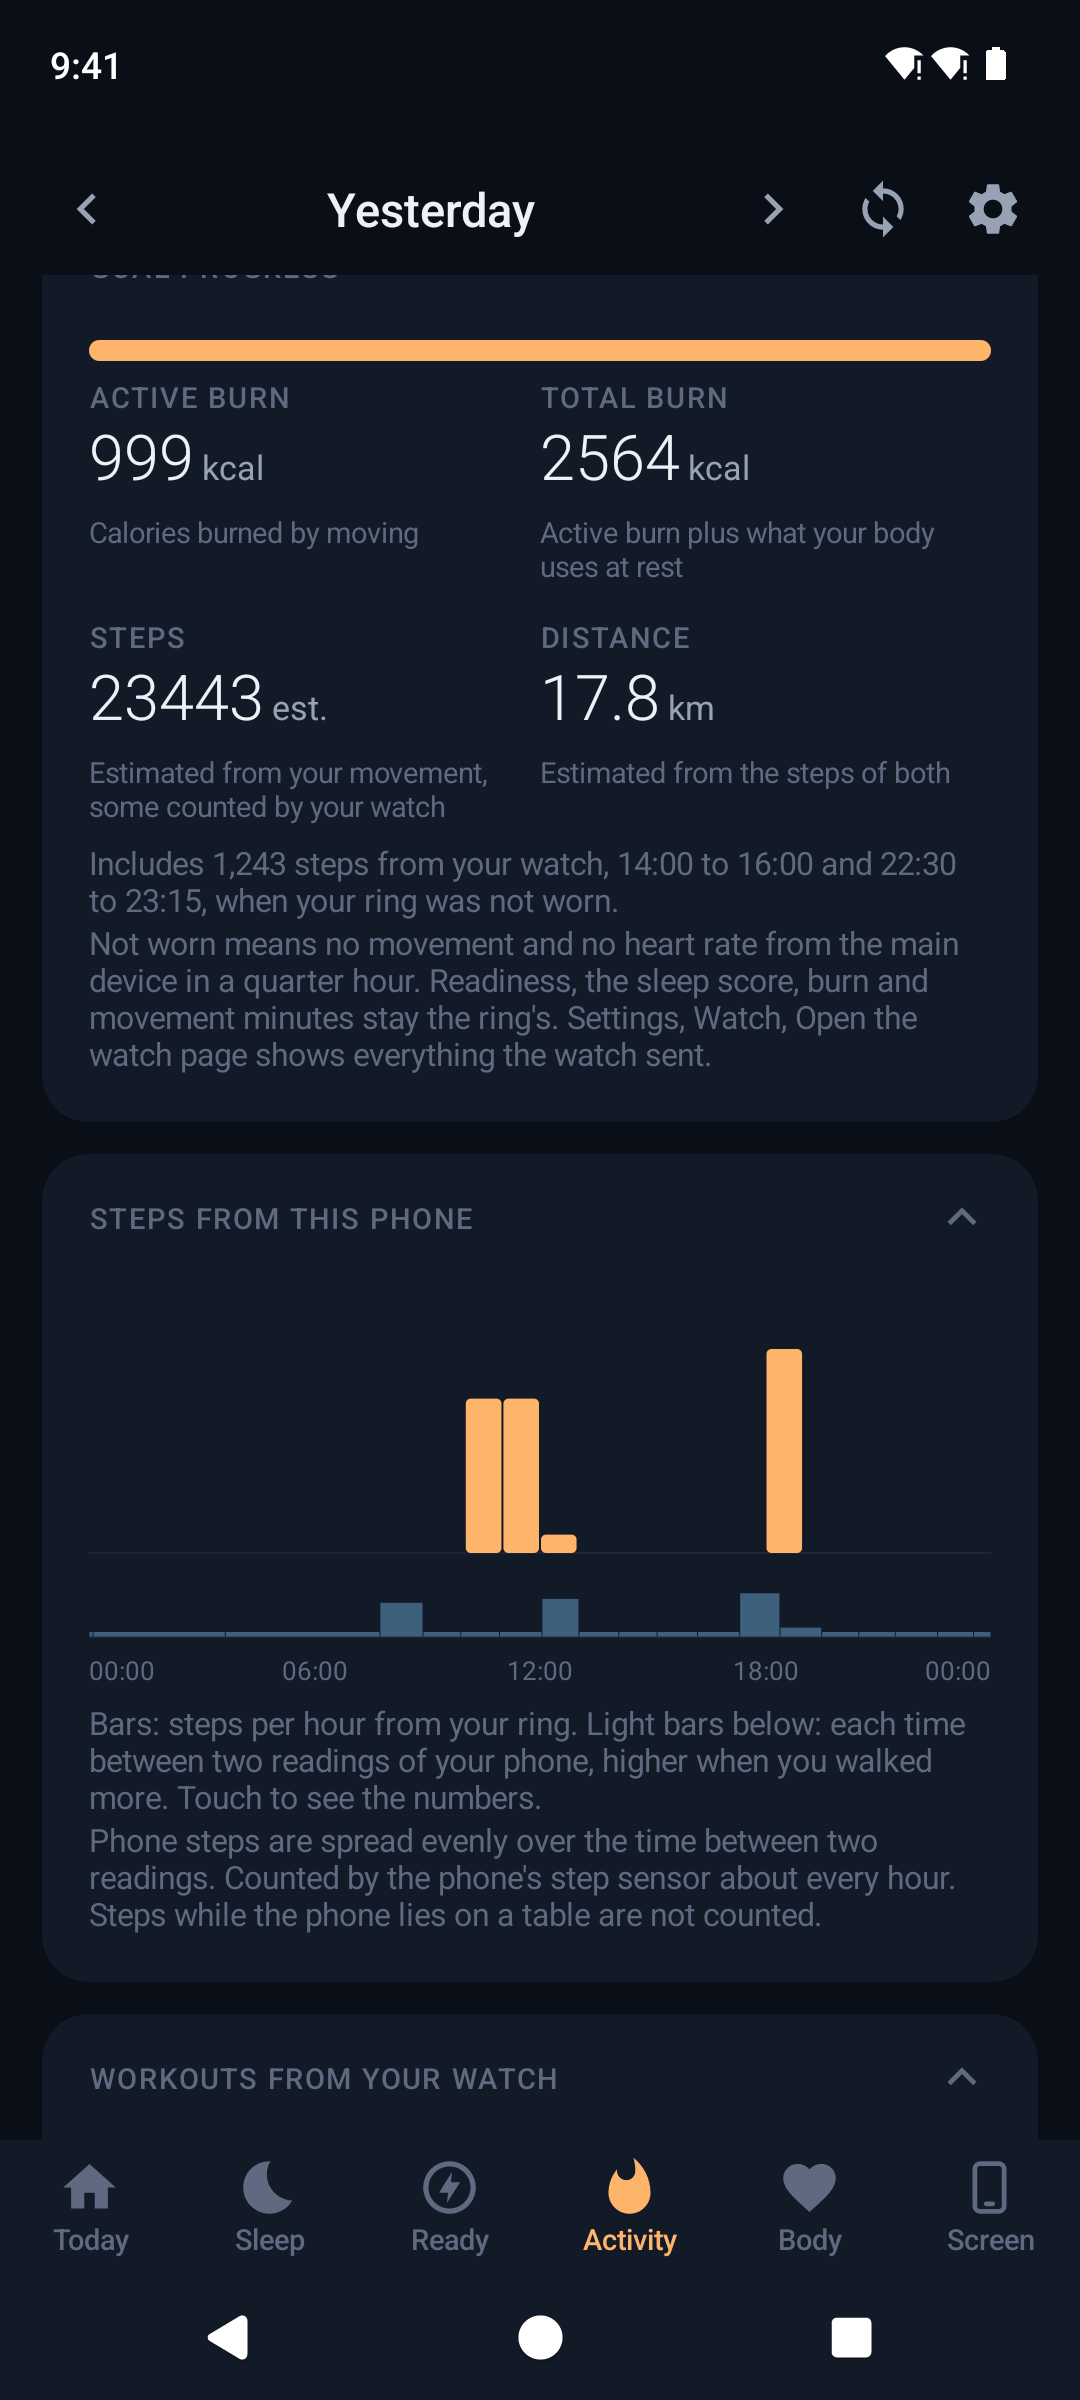 9:41
Yesterday
GOAL PROGRESS
ACTIVE BURN
TOTAL BURN
999 kcal
2564 kcal
Calories burned by moving
Active burn plus what your body
uses at rest
STEPS
DISTANCE
23443 est.
17.8 km
Estimated from your movement,
some counted by your watch
Estimated from the steps of both
Includes 1,243 steps from your watch, 14:00 to 16:00 and 22:30
to 23:15, when your ring was not worn.
Not worn means no movement and no heart rate from the main
device in a quarter hour. Readiness, the sleep score, burn and
movement minutes stay the ring's. Settings, Watch, Open the
watch page shows everything the watch sent.
STEPS FROM THIS PHONE
00:00 06:00 12:00 18:00 00:00
Bars: steps per hour from your ring. Light bars below: each time
between two readings of your phone, higher when you walked
more. Touch to see the numbers.
Phone steps are spread evenly over the time between two
readings. Counted by the phone's step sensor about every hour.
Steps while the phone lies on a table are not counted.
WORKOUTS FROM YOUR WATCH
Today Sleep Ready Activity Body Screen